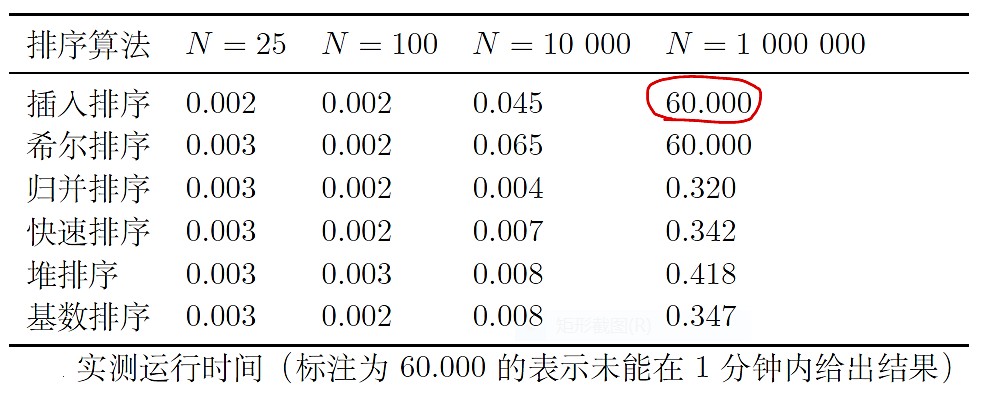 排序算法 N = 25 N = 100 N = 10 000 N = 1 000 000
插入排序 0.002 0.002 0.045 60.000
希尔排序 0.003 0.002 0.065 60.000
归并排序 0.003 0.002 0.004 0.320
快速排序 0.003 0.002 0.007 0.342
堆排序 0.003 0.003 0.008 0.418
基数排序 0.003 0.002 0.008 0.347
矩形截图(R)
实测运行时间（标注为 60.000 的表示未能在 1 分钟内给出结果）